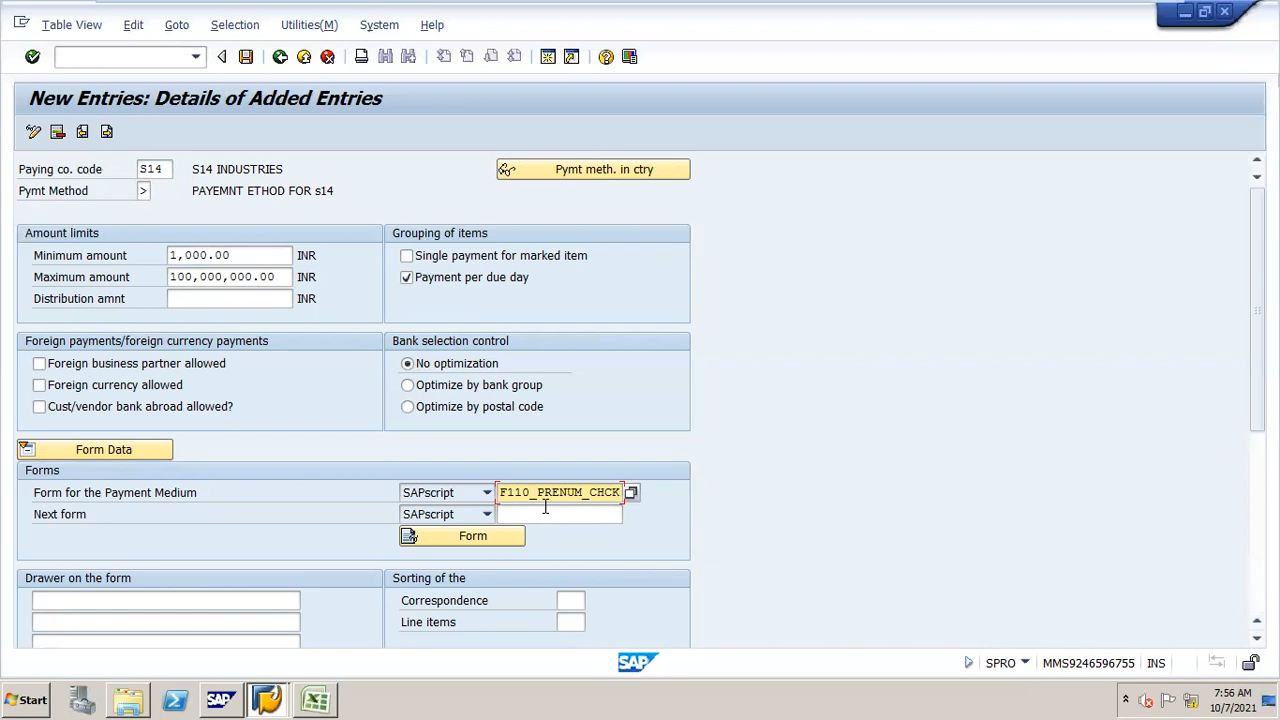 Table View Edit Goto Selection Utilities(M) System Help
New Entries: Details of Added Entries
Paying co. code S14 S14 INDUSTRIES Pymt meth. in ctry
Pymt Method > PAYEMNT ETHOD FOR s14
Amount limits Grouping of items
Minimum amount 1,000.00 INR Single payment for marked item
Maximum amount 100,000,000.00 INR Payment per due day
Distribution amnt INR
Foreign payments/foreign currency payments Bank selection control
Foreign business partner allowed No optimization
Foreign currency allowed Optimize by bank group
Cust/vendor bank abroad allowed? Optimize by postal code
Form Data
Forms
Form for the Payment Medium SAPscript F110_PRENUM_CHCK
Next form SAPscript
Form
Drawer on the form Sorting of the
Correspondence
Line items
SAP SPRO MMS9246596755 INS
Start SAP 7:56 AM
10/7/2021